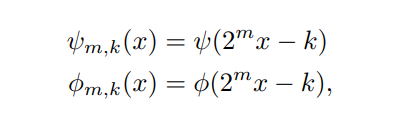 ψ_{m,k}(x) = ψ(2^m x − k)
ϕ_{m,k}(x) = ϕ(2^m x − k),